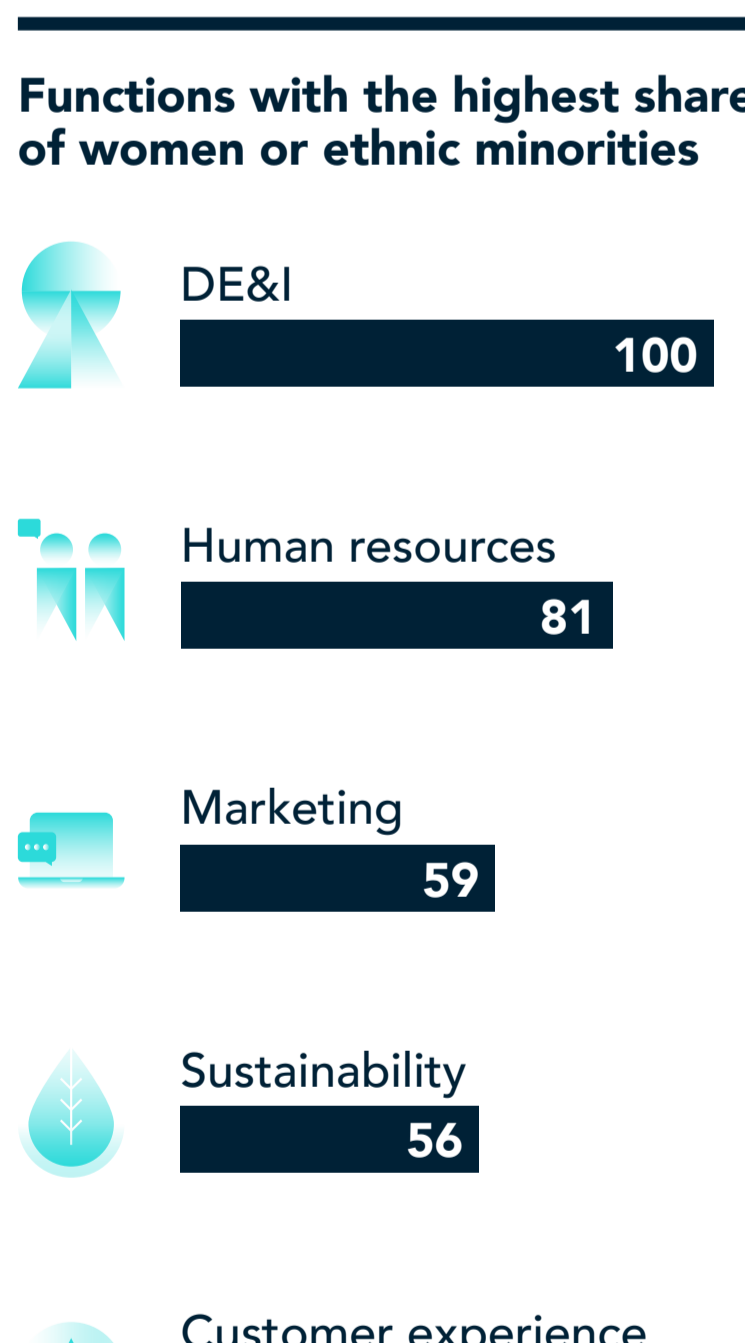 Functions with the highest share
of women or ethnic minorities
DE&I
100
Human resources
81
Marketing
59
Sustainability
56
Customer experience